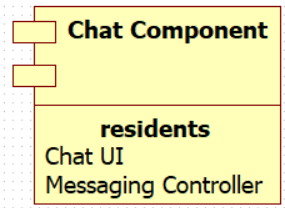 Chat Component
residents
Chat UI
Messaging Controller